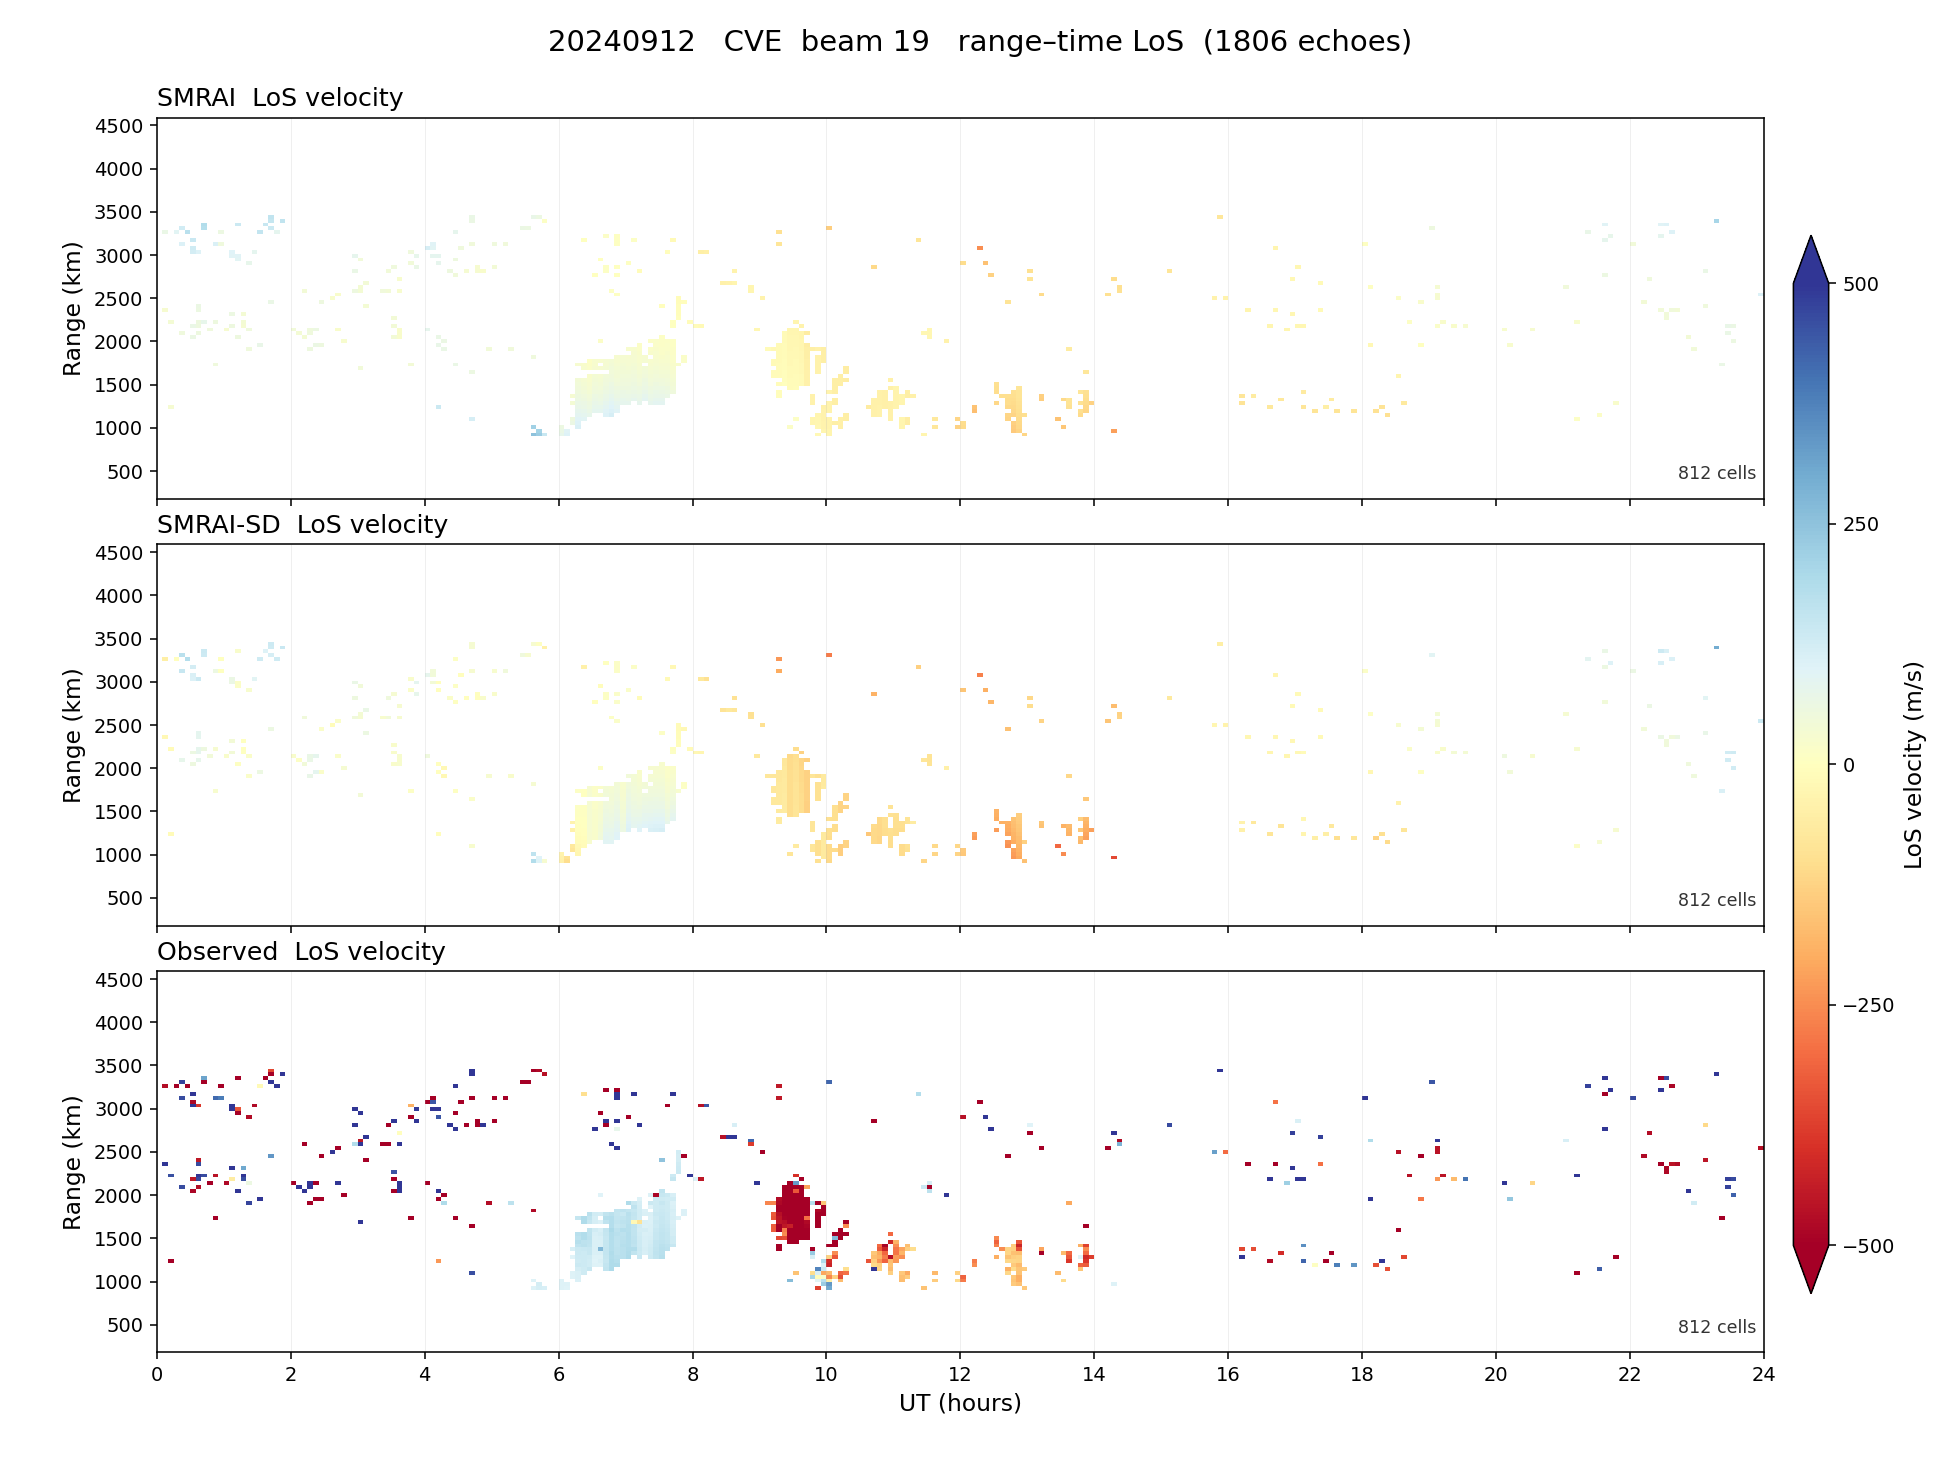 20240912   CVE  beam 19   range–time LoS  (1806 echoes)
SMRAI  LoS velocity
4500
4000
3500
3000
2500
2000
1500
1000
500
Range (km)
812 cells
SMRAI-SD  LoS velocity
4500
4000
3500
3000
2500
2000
1500
1000
500
Range (km)
812 cells
Observed  LoS velocity
4500
4000
3500
3000
2500
2000
1500
1000
500
Range (km)
812 cells
0 2 4 6 8 10 12 14 16 18 20 22 24
UT (hours)
500
250
0
−250
−500
LoS velocity (m/s)